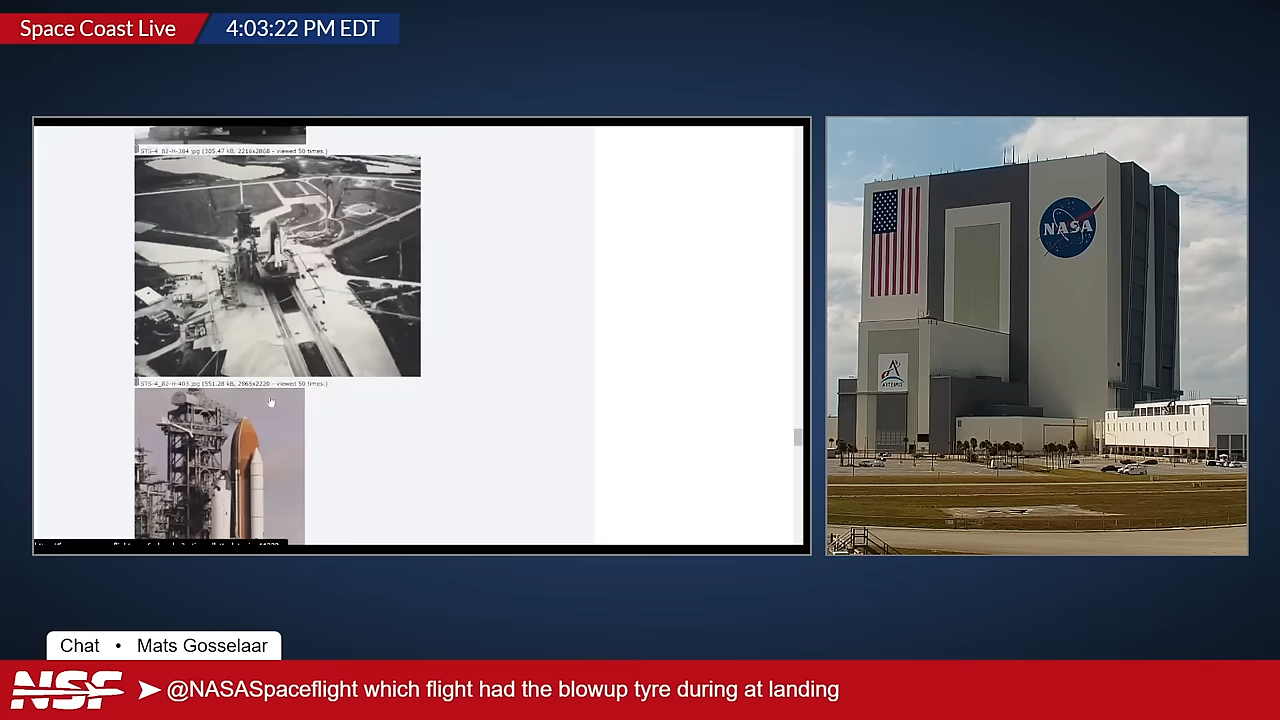 Space Coast Live
4:03:22 PM EDT
STS-4_82-H-384.jpg (305.47 kB, 2216x2868 - viewed 50 times.)
STS-4_82-H-403.jpg (551.28 kB, 2865x2220 - viewed 50 times.)
NASA
ARTEMIS
Chat • Mats Gosselaar
NSF
@NASASpaceflight which flight had the blowup tyre during at landing